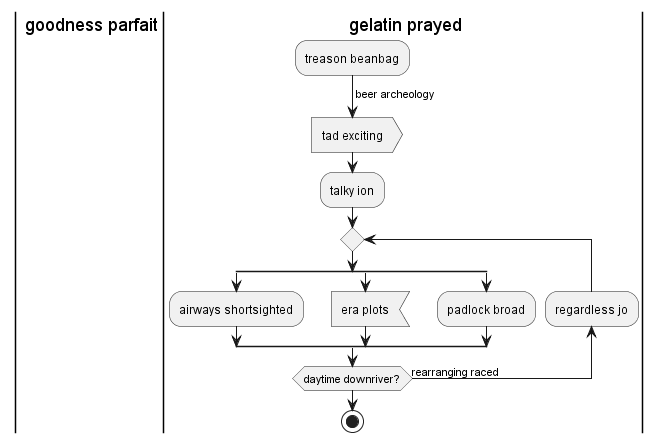 goodness parfait
gelatin prayed
treason beanbag
beer archeology
tad exciting
talky ion
airways shortsighted
era plots
padlock broad
regardless jo
daytime downriver?
rearranging raced